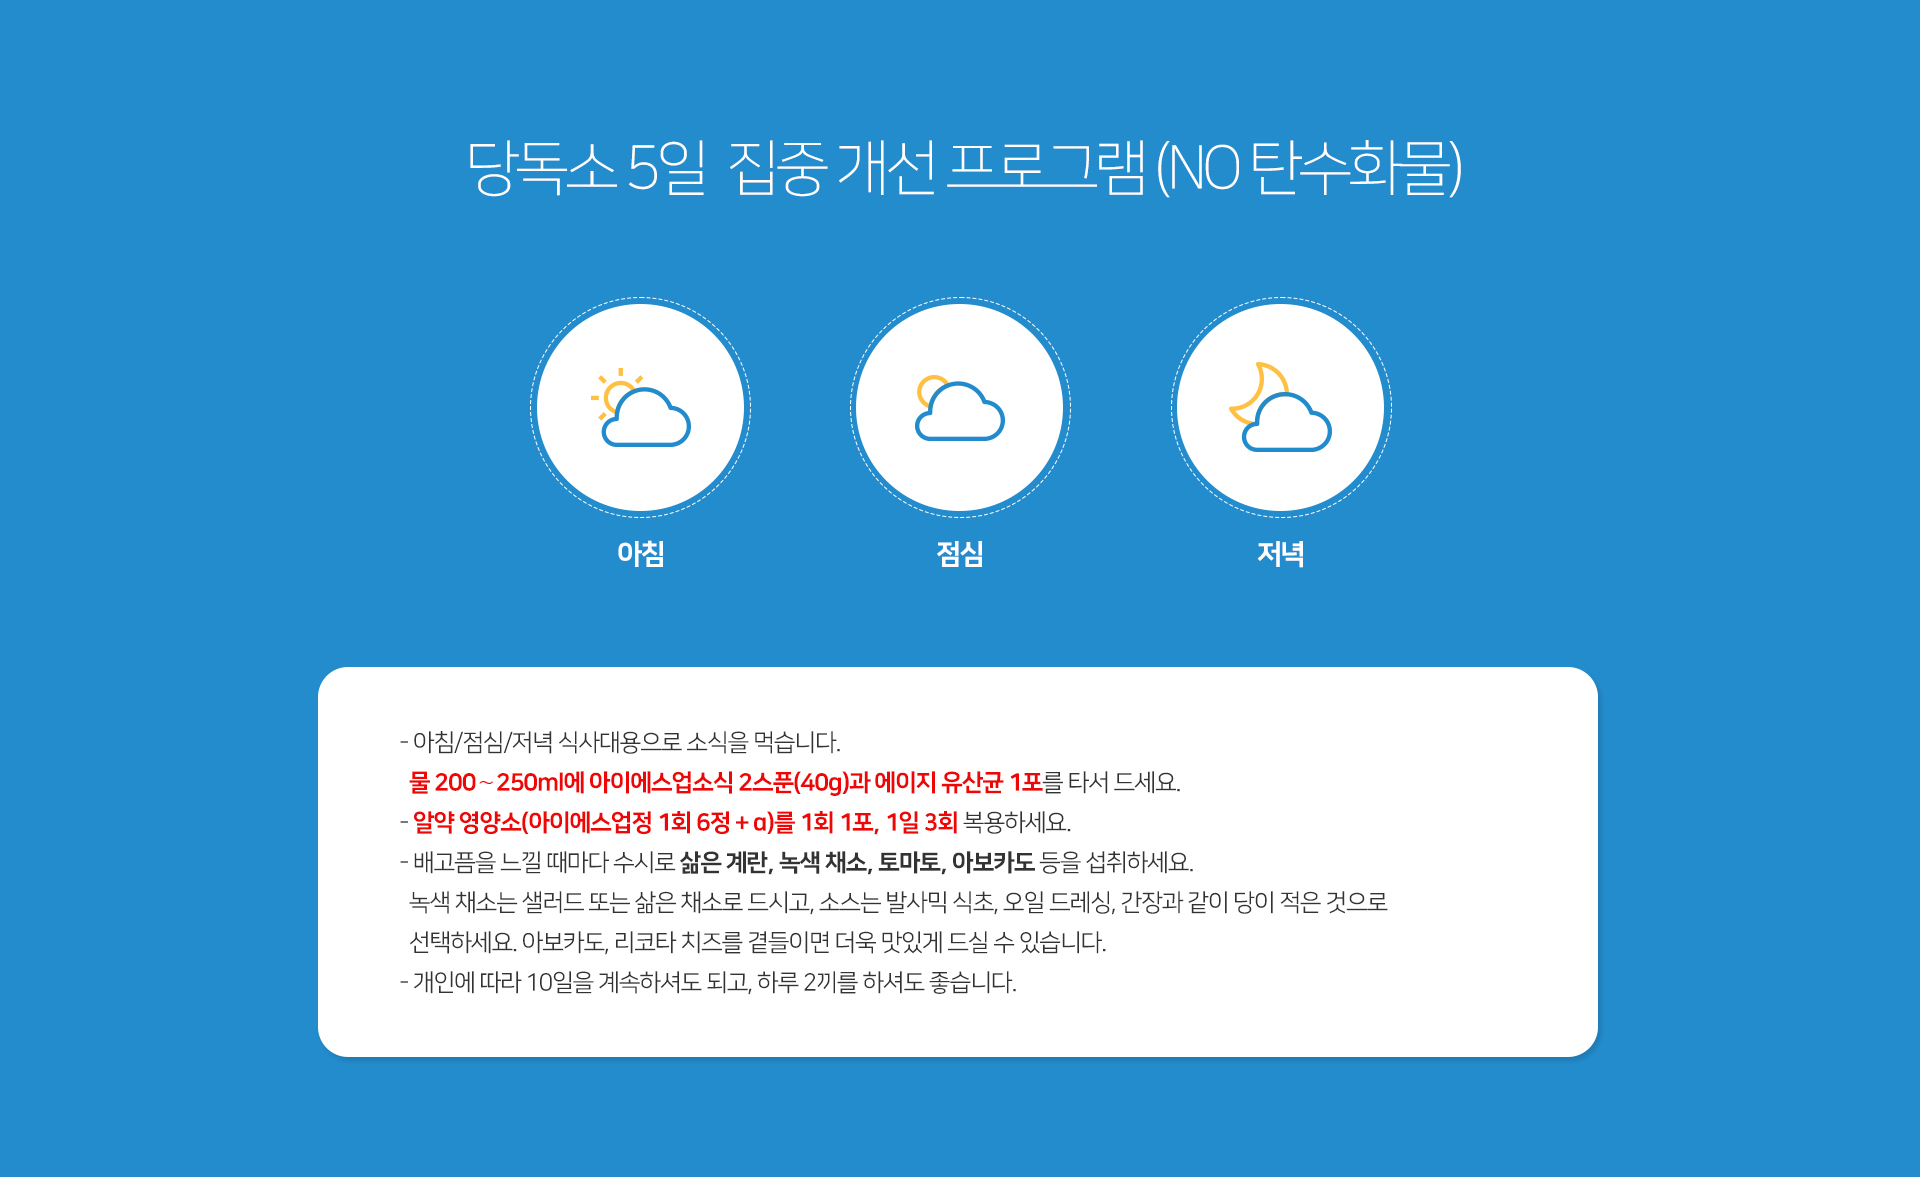 당독소 5일 집중 개선 프로그램 (NO 탄수화물)
아침
점심
저녁
- 아침/점심/저녁 식사대용으로 소식을 먹습니다.
물 200~250ml에 아이에스업소식 2스푼(40g)과 에이지 유산균 1포를 타서 드세요.
- 알약 영양소(아이에스업정 1회 6정 + α)를 1회 1포, 1일 3회 복용하세요.
- 배고픔을 느낄 때마다 수시로 삶은 계란, 녹색 채소, 토마토, 아보카도 등을 섭취하세요.
녹색 채소는 샐러드 또는 삶은 채소로 드시고, 소스는 발사믹 식초, 오일 드레싱, 간장과 같이 당이 적은 것으로
선택하세요. 아보카도, 리코타 치즈를 곁들이면 더욱 맛있게 드실 수 있습니다.
- 개인에 따라 10일을 계속하셔도 되고, 하루 2끼를 하셔도 좋습니다.